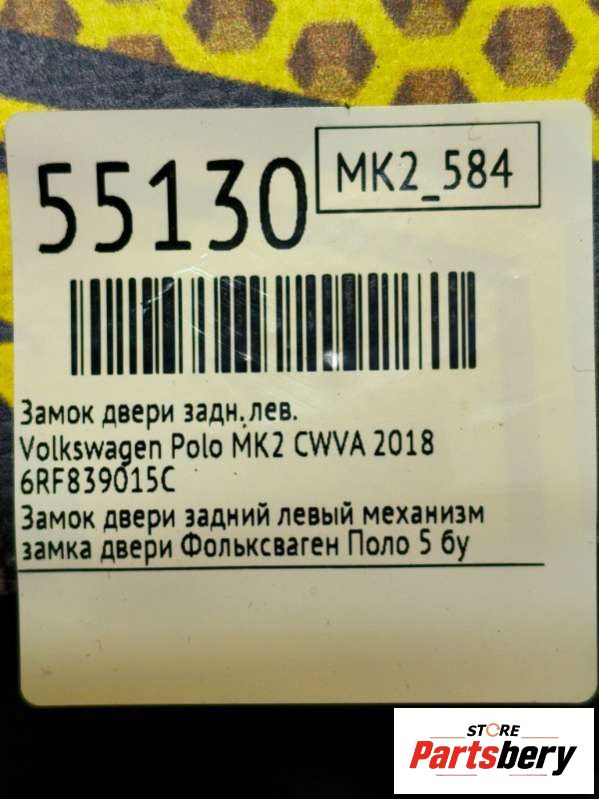 55130
MK2_584
Замок двери задн.лев.
Volkswagen Polo MK2 CWVA 2018
6RF839015C
Замок двери задний левый механизм
замка двери Фольксваген Поло 5 бу
STORE
Partsbery